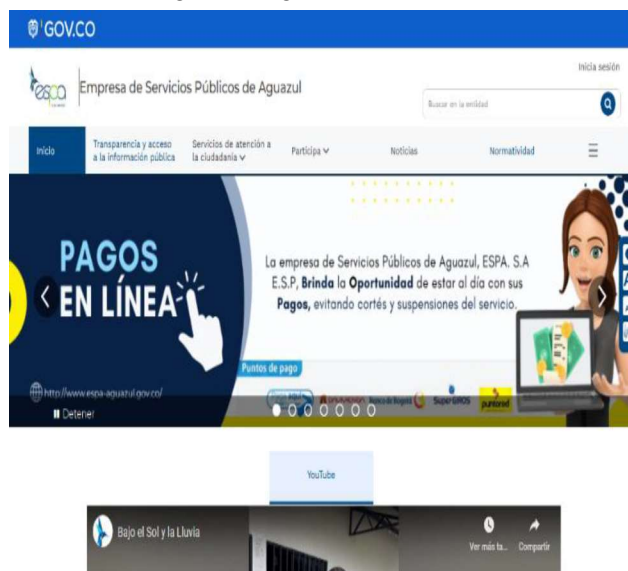 GOV.CO
Inicia sesión
espa
Empresa de Servicios Públicos de Aguazul
Buscar en la entidad
Inicio
Transparencia y acceso
a la información pública
Servicios de atención a
la ciudadanía
Participa
Noticias
Normatividad
PAGOS
EN LÍNEA
La empresa de Servicios Públicos de Aguazul, ESPA. S.A
E.S.P, Brinda la Oportunidad de estar al día con sus
Pagos, evitando cortés y suspensiones del servicio.
Puntos de pago
http://www.espa-aguazul.gov.co/
Banco de Bogotá
SuperGIROS
puntored
Detener
YouTube
Bajo el Sol y la Lluvia
Ver más ta...
Compartir